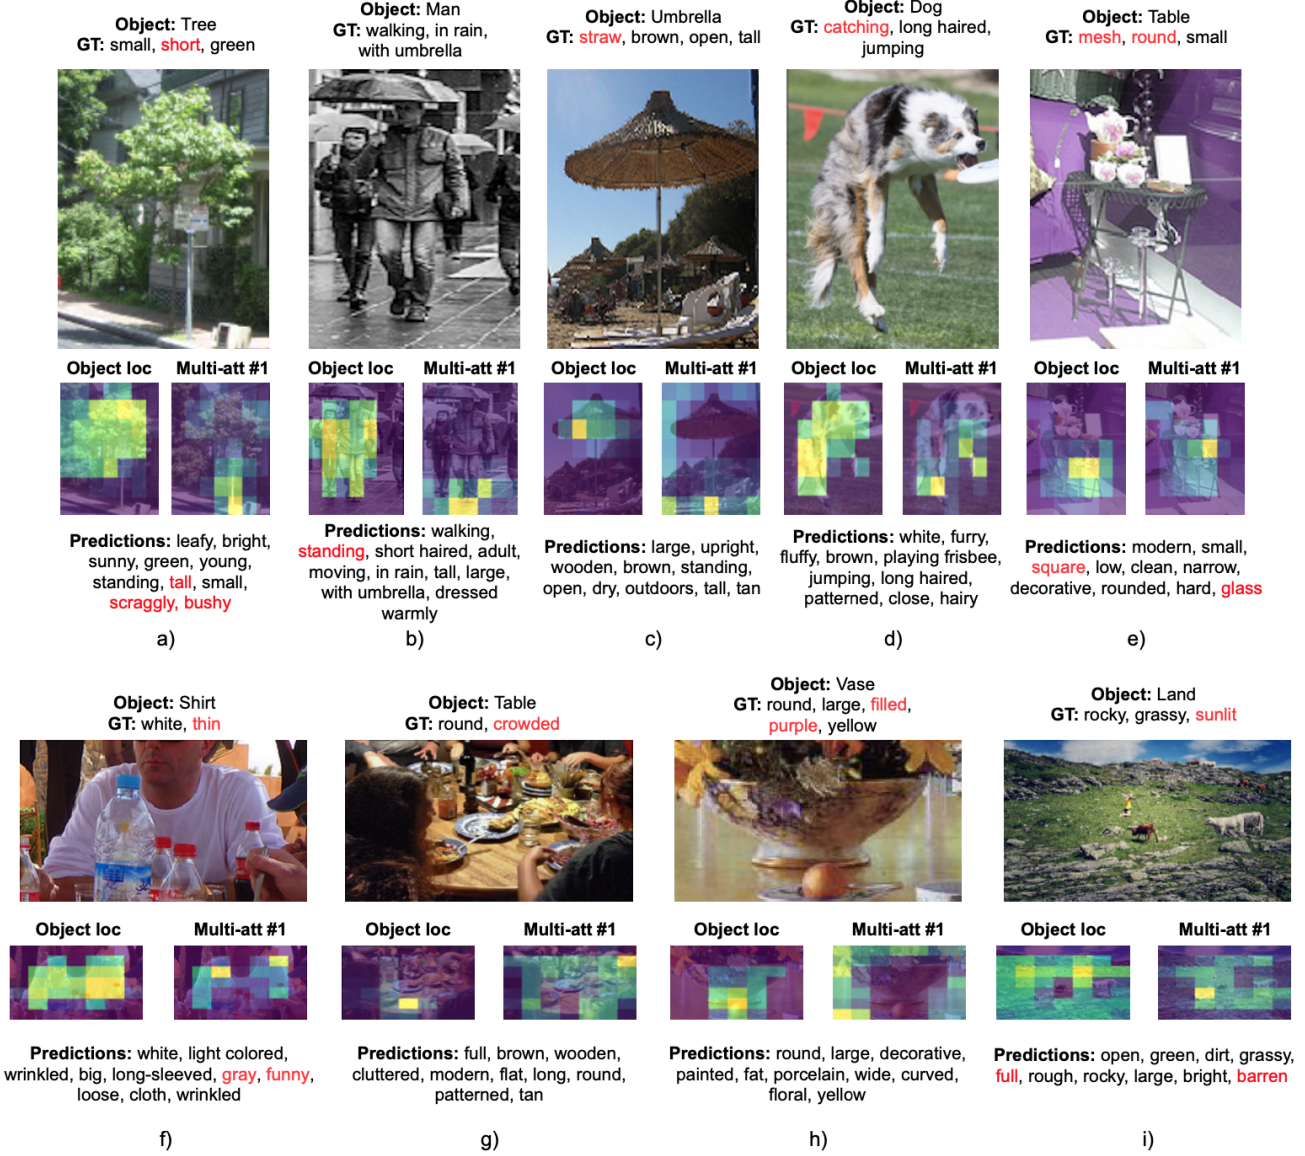 Object: Tree
GT: small, short, green
Object: Man
GT: walking, in rain,
with umbrella
Object: Umbrella
GT: straw, brown, open, tall
Object: Dog
GT: catching, long haired,
jumping
Object: Table
GT: mesh, round, small
Object loc Multi-att #1
Object loc Multi-att #1
Object loc Multi-att #1
Object loc Multi-att #1
Object loc Multi-att #1
Predictions: leafy, bright,
sunny, green, young,
standing, tall, small,
scraggly, bushy
a)
Predictions: walking,
standing, short haired, adult,
moving, in rain, tall, large,
with umbrella, dressed
warmly
b)
Predictions: large, upright,
wooden, brown, standing,
open, dry, outdoors, tall, tan
c)
Predictions: white, furry,
fluffy, brown, playing frisbee,
jumping, long haired,
patterned, close, hairy
d)
Predictions: modern, small,
square, low, clean, narrow,
decorative, rounded, hard, glass
e)
Object: Shirt
GT: white, thin
Object: Table
GT: round, crowded
Object: Vase
GT: round, large, filled,
purple, yellow
Object: Land
GT: rocky, grassy, sunlit
Object loc Multi-att #1
Object loc Multi-att #1
Object loc Multi-att #1
Object loc Multi-att #1
Predictions: white, light colored,
wrinkled, big, long-sleeved, gray, funny,
loose, cloth, wrinkled
f)
Predictions: full, brown, wooden,
cluttered, modern, flat, long, round,
patterned, tan
g)
Predictions: round, large, decorative,
painted, fat, porcelain, wide, curved,
floral, yellow
h)
Predictions: open, green, dirt, grassy,
full, rough, rocky, large, bright, barren
i)